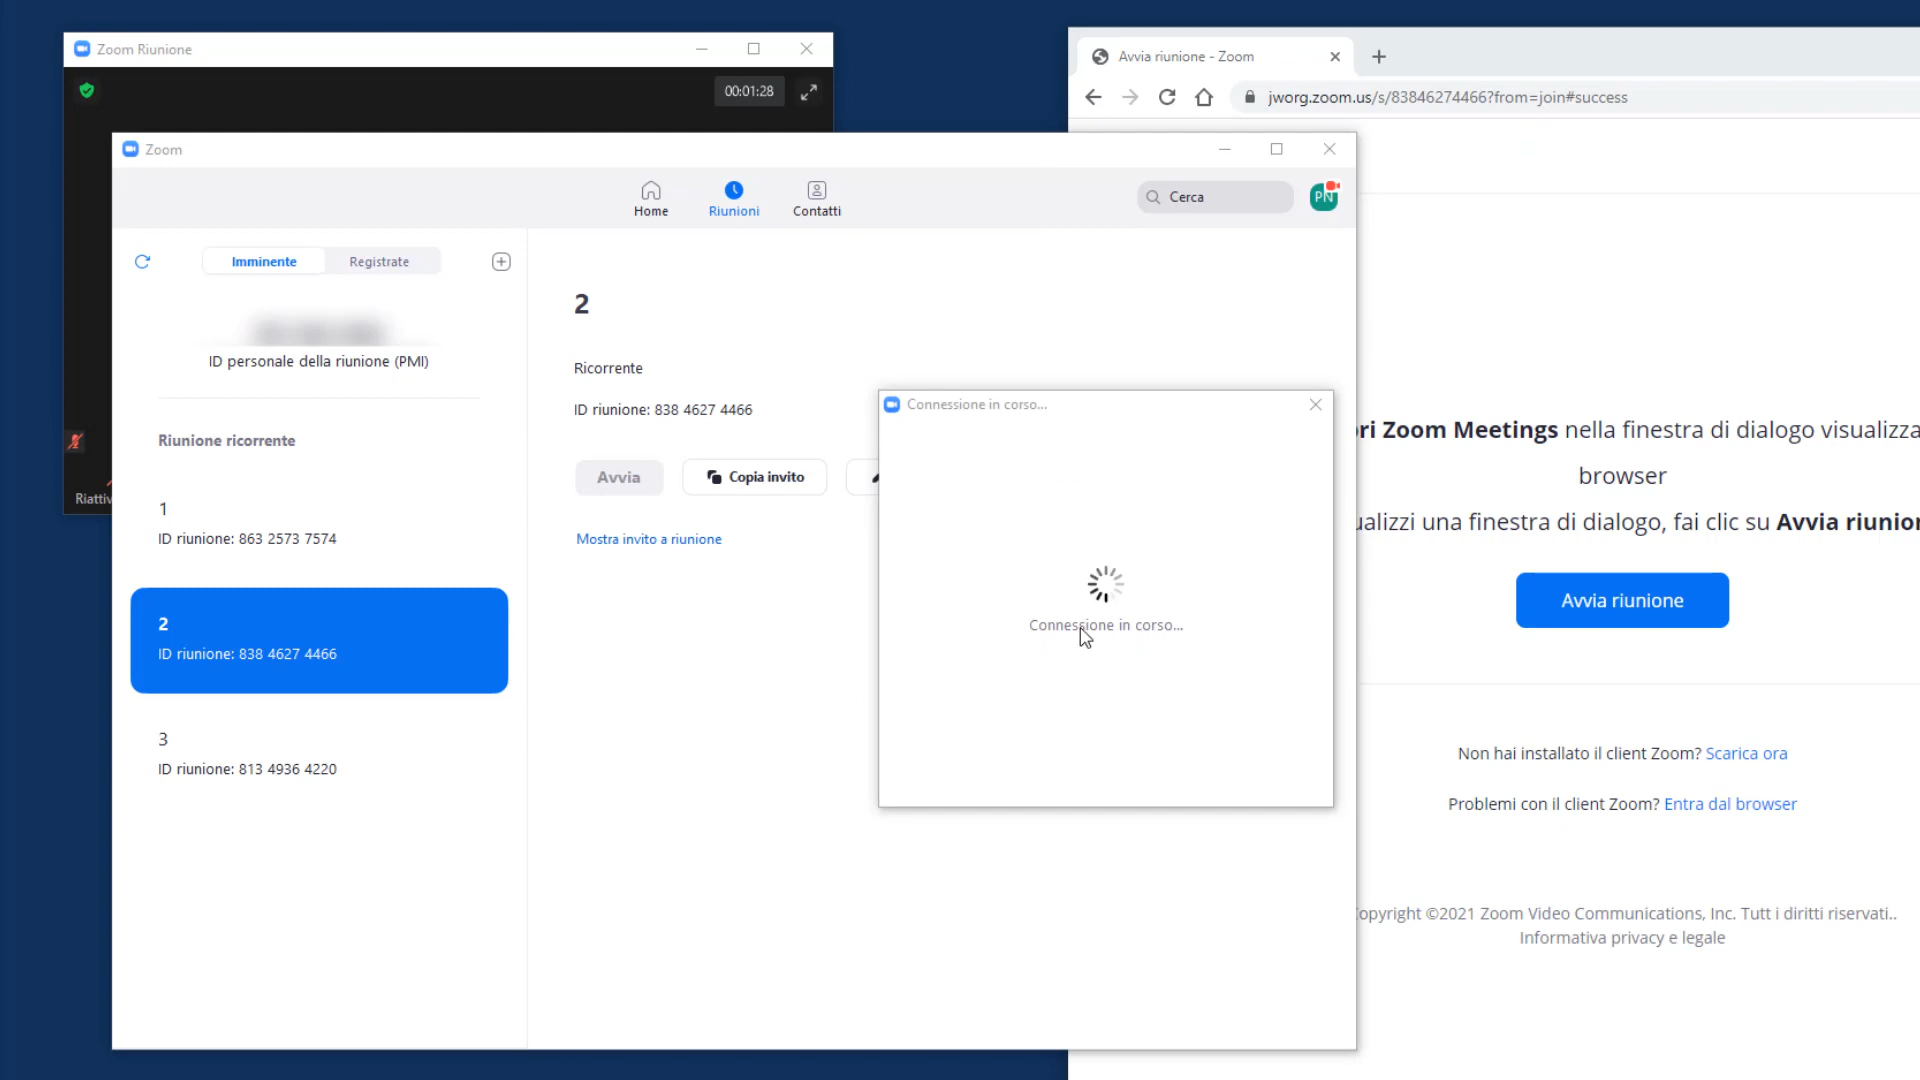 Zoom Riunione
00:01:28
Riattiv
Avvia riunione - Zoom
jworg.zoom.us/s/83846274466?from=join#success
Zoom
Home
Riunioni
Contatti
Cerca
PN
Imminente
Registrate
ID personale della riunione (PMI)
Riunione ricorrente
1
ID riunione: 863 2573 7574
2
ID riunione: 838 4627 4466
3
ID riunione: 813 4936 4220
2
Ricorrente
ID riunione: 838 4627 4466
Avvia
Copia invito
Mostra invito a riunione
Connessione in corso...
Connessione in corso...
ri Zoom Meetings nella finestra di dialogo visualizza
browser
ualizzi una finestra di dialogo, fai clic su Avvia riunion
Avvia riunione
Non hai installato il client Zoom? Scarica ora
Problemi con il client Zoom? Entra dal browser
opyright ©2021 Zoom Video Communications, Inc. Tutt i diritti riservati..
Informativa privacy e legale